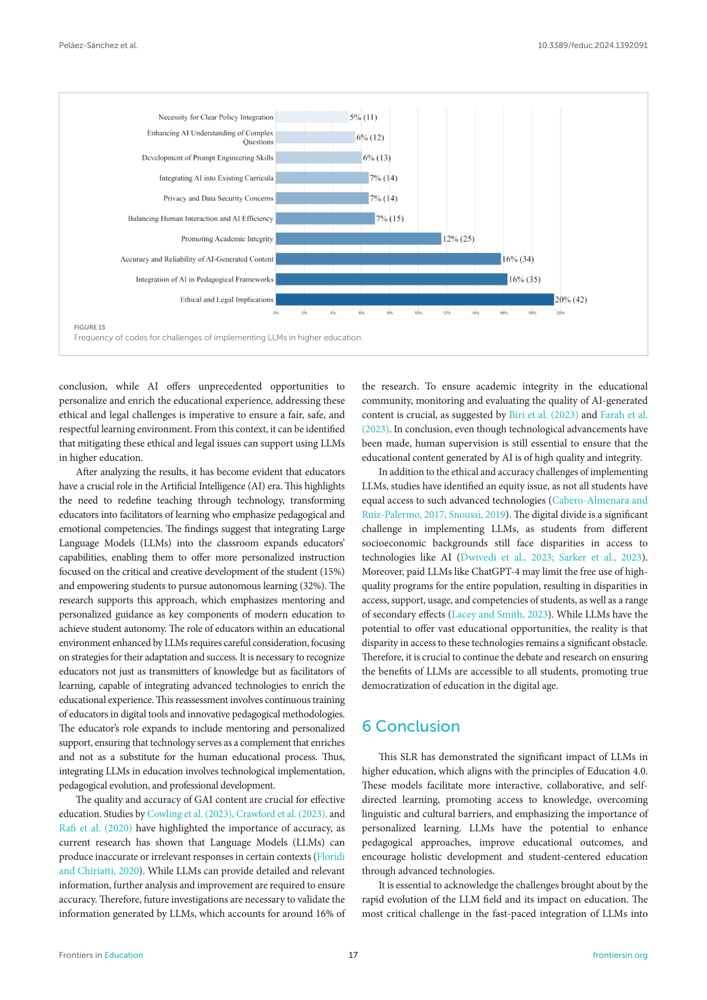 Peláez-Sánchez et al.
10.3389/feduc.2024.1392091
Necessity for Clear Policy Integration
5% (11)
Enhancing AI Understanding of Complex
Questions
6% (12)
Development of Prompt Engineering Skills
6% (13)
Integrating AI into Existing Curricula
7% (14)
Privacy and Data Security Concerns
7% (14)
Balancing Human Interaction and AI Efficiency
7% (15)
Promoting Academic Integrity
12% (25)
Accuracy and Reliability of AI-Generated Content
16% (34)
Integration of AI in Pedagogical Frameworks
16% (35)
Ethical and Legal Implications
20% (42)
0% 2% 4% 6% 8% 10% 12% 14% 16% 18% 20%
FIGURE 15
Frequency of codes for challenges of implementing LLMs in higher education.
conclusion, while AI offers unprecedented opportunities to
personalize and enrich the educational experience, addressing these
ethical and legal challenges is imperative to ensure a fair, safe, and
respectful learning environment. From this context, it can be identified
that mitigating these ethical and legal issues can support using LLMs
in higher education.
After analyzing the results, it has become evident that educators
have a crucial role in the Artificial Intelligence (AI) era. This highlights
the need to redefine teaching through technology, transforming
educators into facilitators of learning who emphasize pedagogical and
emotional competencies. The findings suggest that integrating Large
Language Models (LLMs) into the classroom expands educators’
capabilities, enabling them to offer more personalized instruction
focused on the critical and creative development of the student (15%)
and empowering students to pursue autonomous learning (32%). The
research supports this approach, which emphasizes mentoring and
personalized guidance as key components of modern education to
achieve student autonomy. The role of educators within an educational
environment enhanced by LLMs requires careful consideration, focusing
on strategies for their adaptation and success. It is necessary to recognize
educators not just as transmitters of knowledge but as facilitators of
learning, capable of integrating advanced technologies to enrich the
educational experience. This reassessment involves continuous training
of educators in digital tools and innovative pedagogical methodologies.
The educator’s role expands to include mentoring and personalized
support, ensuring that technology serves as a complement that enriches
and not as a substitute for the human educational process. Thus,
integrating LLMs in education involves technological implementation,
pedagogical evolution, and professional development.
The quality and accuracy of GAI content are crucial for effective
education. Studies by Cowling et al. (2023), Crawford et al. (2023), and
Rafi et al. (2020) have highlighted the importance of accuracy, as
current research has shown that Language Models (LLMs) can
produce inaccurate or irrelevant responses in certain contexts (Floridi
and Chiriatti, 2020). While LLMs can provide detailed and relevant
information, further analysis and improvement are required to ensure
accuracy. Therefore, future investigations are necessary to validate the
information generated by LLMs, which accounts for around 16% of
the research. To ensure academic integrity in the educational
community, monitoring and evaluating the quality of AI-generated
content is crucial, as suggested by Biri et al. (2023) and Farah et al.
(2023). In conclusion, even though technological advancements have
been made, human supervision is still essential to ensure that the
educational content generated by AI is of high quality and integrity.
In addition to the ethical and accuracy challenges of implementing
LLMs, studies have identified an equity issue, as not all students have
equal access to such advanced technologies (Cabero-Almenara and
Ruiz-Palermo, 2017; Snoussi, 2019). The digital divide is a significant
challenge in implementing LLMs, as students from different
socioeconomic backgrounds still face disparities in access to
technologies like AI (Dwivedi et al., 2023; Sarker et al., 2023).
Moreover, paid LLMs like ChatGPT-4 may limit the free use of high-
quality programs for the entire population, resulting in disparities in
access, support, usage, and competencies of students, as well as a range
of secondary effects (Lacey and Smith, 2023). While LLMs have the
potential to offer vast educational opportunities, the reality is that
disparity in access to these technologies remains a significant obstacle.
Therefore, it is crucial to continue the debate and research on ensuring
the benefits of LLMs are accessible to all students, promoting true
democratization of education in the digital age.
6 Conclusion
This SLR has demonstrated the significant impact of LLMs in
higher education, which aligns with the principles of Education 4.0.
These models facilitate more interactive, collaborative, and self-
directed learning, promoting access to knowledge, overcoming
linguistic and cultural barriers, and emphasizing the importance of
personalized learning. LLMs have the potential to enhance
pedagogical approaches, improve educational outcomes, and
encourage holistic development and student-centered education
through advanced technologies.
It is essential to acknowledge the challenges brought about by the
rapid evolution of the LLM field and its impact on education. The
most critical challenge in the fast-paced integration of LLMs into
Frontiers in Education
17
frontiersin.org